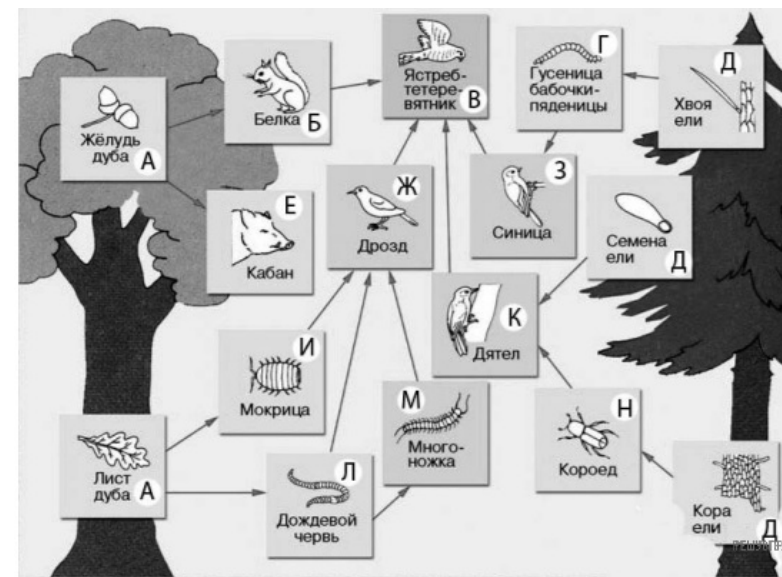 Жёлудь
дуба
А
Белка
Б
Ястреб-
тетере-
вятник
В
Гусеница
бабочки-
пяденицы
Г
Хвоя
ели
Д
Кабан
Е
Дрозд
Ж
Синица
З
Семена
ели
Д
Мокрица
И
Дятел
К
Лист
дуба
А
Дождевой
червь
Л
Много-
ножка
М
Короед
Н
Кора
ели
Д